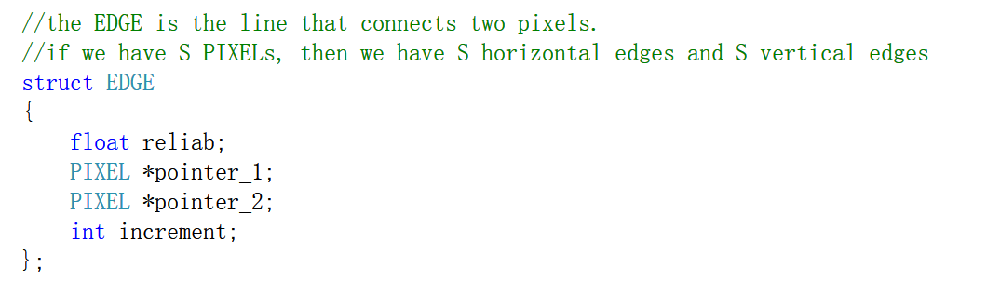 //the EDGE is the line that connects two pixels.
//if we have S PIXELs, then we have S horizontal edges and S vertical edges
struct EDGE
{
    float reliab;
    PIXEL *pointer_1;
    PIXEL *pointer_2;
    int increment;
};